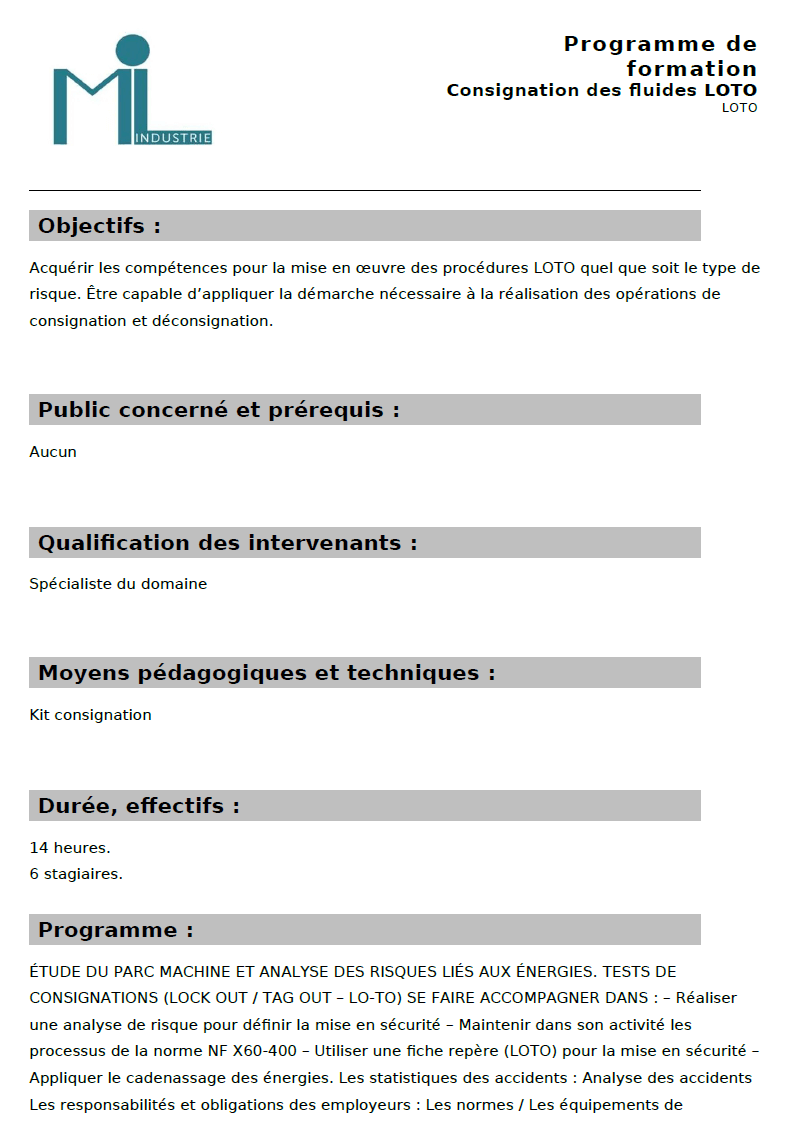 MiL
INDUSTRIE
Programme de
formation
Consignation des fluides LOTO
LOTO
Objectifs :
Acquérir les compétences pour la mise en œuvre des procédures LOTO quel que soit le type de
risque. Être capable d’appliquer la démarche nécessaire à la réalisation des opérations de
consignation et déconsignation.
Public concerné et prérequis :
Aucun
Qualification des intervenants :
Spécialiste du domaine
Moyens pédagogiques et techniques :
Kit consignation
Durée, effectifs :
14 heures.
6 stagiaires.
Programme :
ÉTUDE DU PARC MACHINE ET ANALYSE DES RISQUES LIÉS AUX ÉNERGIES. TESTS DE
CONSIGNATIONS (LOCK OUT / TAG OUT – LO-TO) SE FAIRE ACCOMPAGNER DANS : – Réaliser
une analyse de risque pour définir la mise en sécurité – Maintenir dans son activité les
processus de la norme NF X60-400 – Utiliser une fiche repère (LOTO) pour la mise en sécurité –
Appliquer le cadenassage des énergies. Les statistiques des accidents : Analyse des accidents
Les responsabilités et obligations des employeurs : Les normes / Les équipements de